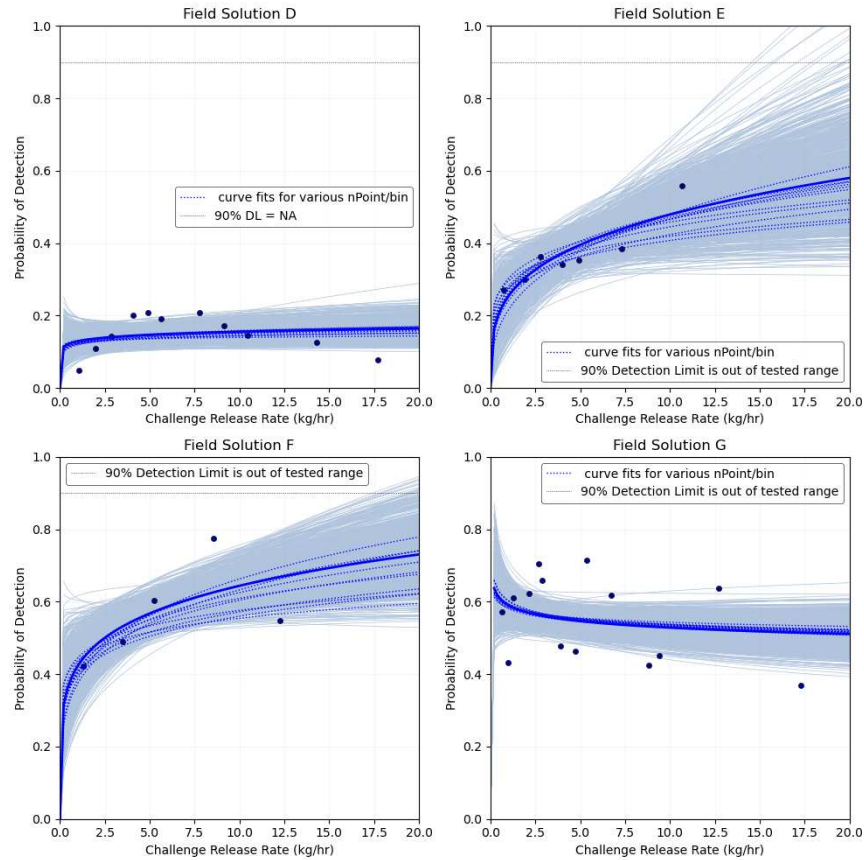 Field Solution D
1.0
0.8
0.6
0.4
0.2
0.0
Probability of Detection
curve fits for various nPoint/bin
90% DL = NA
0.0 2.5 5.0 7.5 10.0 12.5 15.0 17.5 20.0
Challenge Release Rate (kg/hr)
Field Solution E
1.0
0.8
0.6
0.4
0.2
0.0
Probability of Detection
curve fits for various nPoint/bin
90% Detection Limit is out of tested range
0.0 2.5 5.0 7.5 10.0 12.5 15.0 17.5 20.0
Challenge Release Rate (kg/hr)
Field Solution F
1.0
0.8
0.6
0.4
0.2
0.0
Probability of Detection
90% Detection Limit is out of tested range
0.0 2.5 5.0 7.5 10.0 12.5 15.0 17.5 20.0
Challenge Release Rate (kg/hr)
Field Solution G
1.0
0.8
0.6
0.4
0.2
0.0
Probability of Detection
curve fits for various nPoint/bin
90% Detection Limit is out of tested range
0.0 2.5 5.0 7.5 10.0 12.5 15.0 17.5 20.0
Challenge Release Rate (kg/hr)